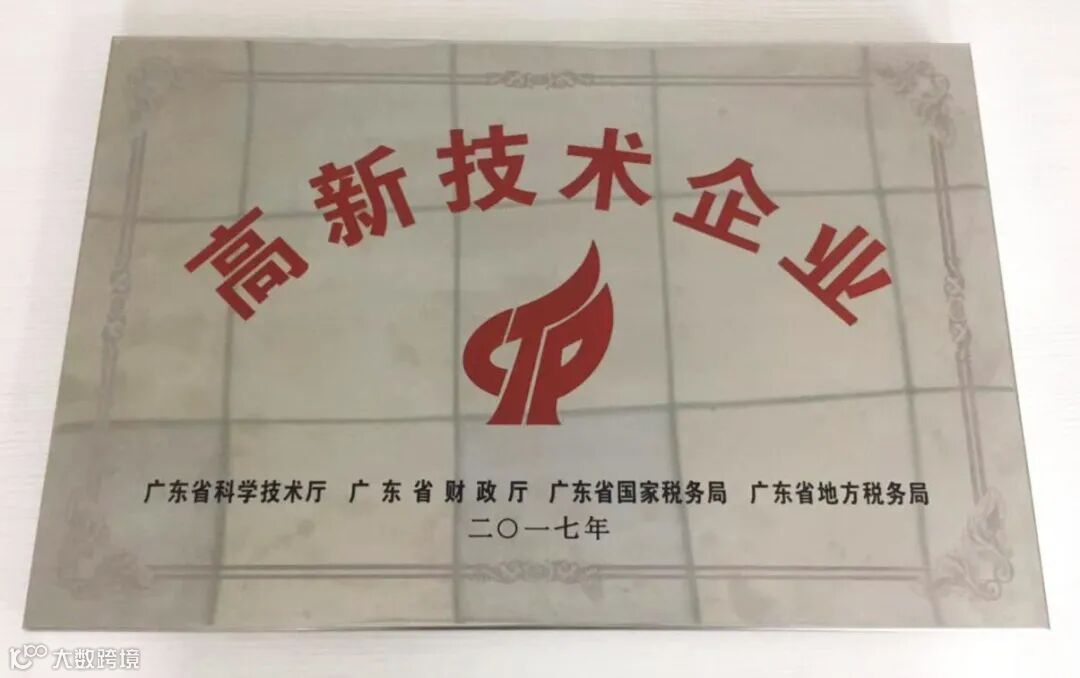 高新技术企业
广东省科学技术厅 广东省财政厅 广东省国家税务局 广东省地方税务局
二〇一七年
大数跨境